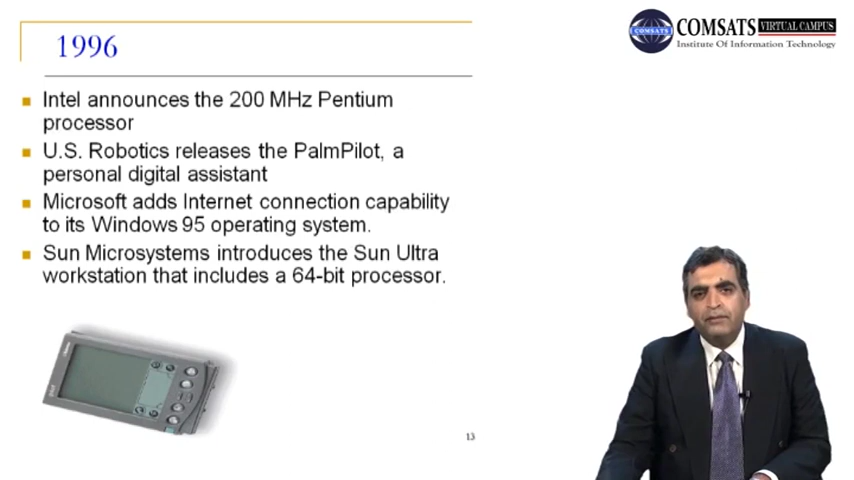 1996
Intel announces the 200 MHz Pentium
processor
U.S. Robotics releases the PalmPilot, a
personal digital assistant
Microsoft adds Internet connection capability
to its Windows 95 operating system.
Sun Microsystems introduces the Sun Ultra
workstation that includes a 64-bit processor.
13
COMSATS
COMSATS VIRTUAL CAMPUS
Institute Of Information Technology